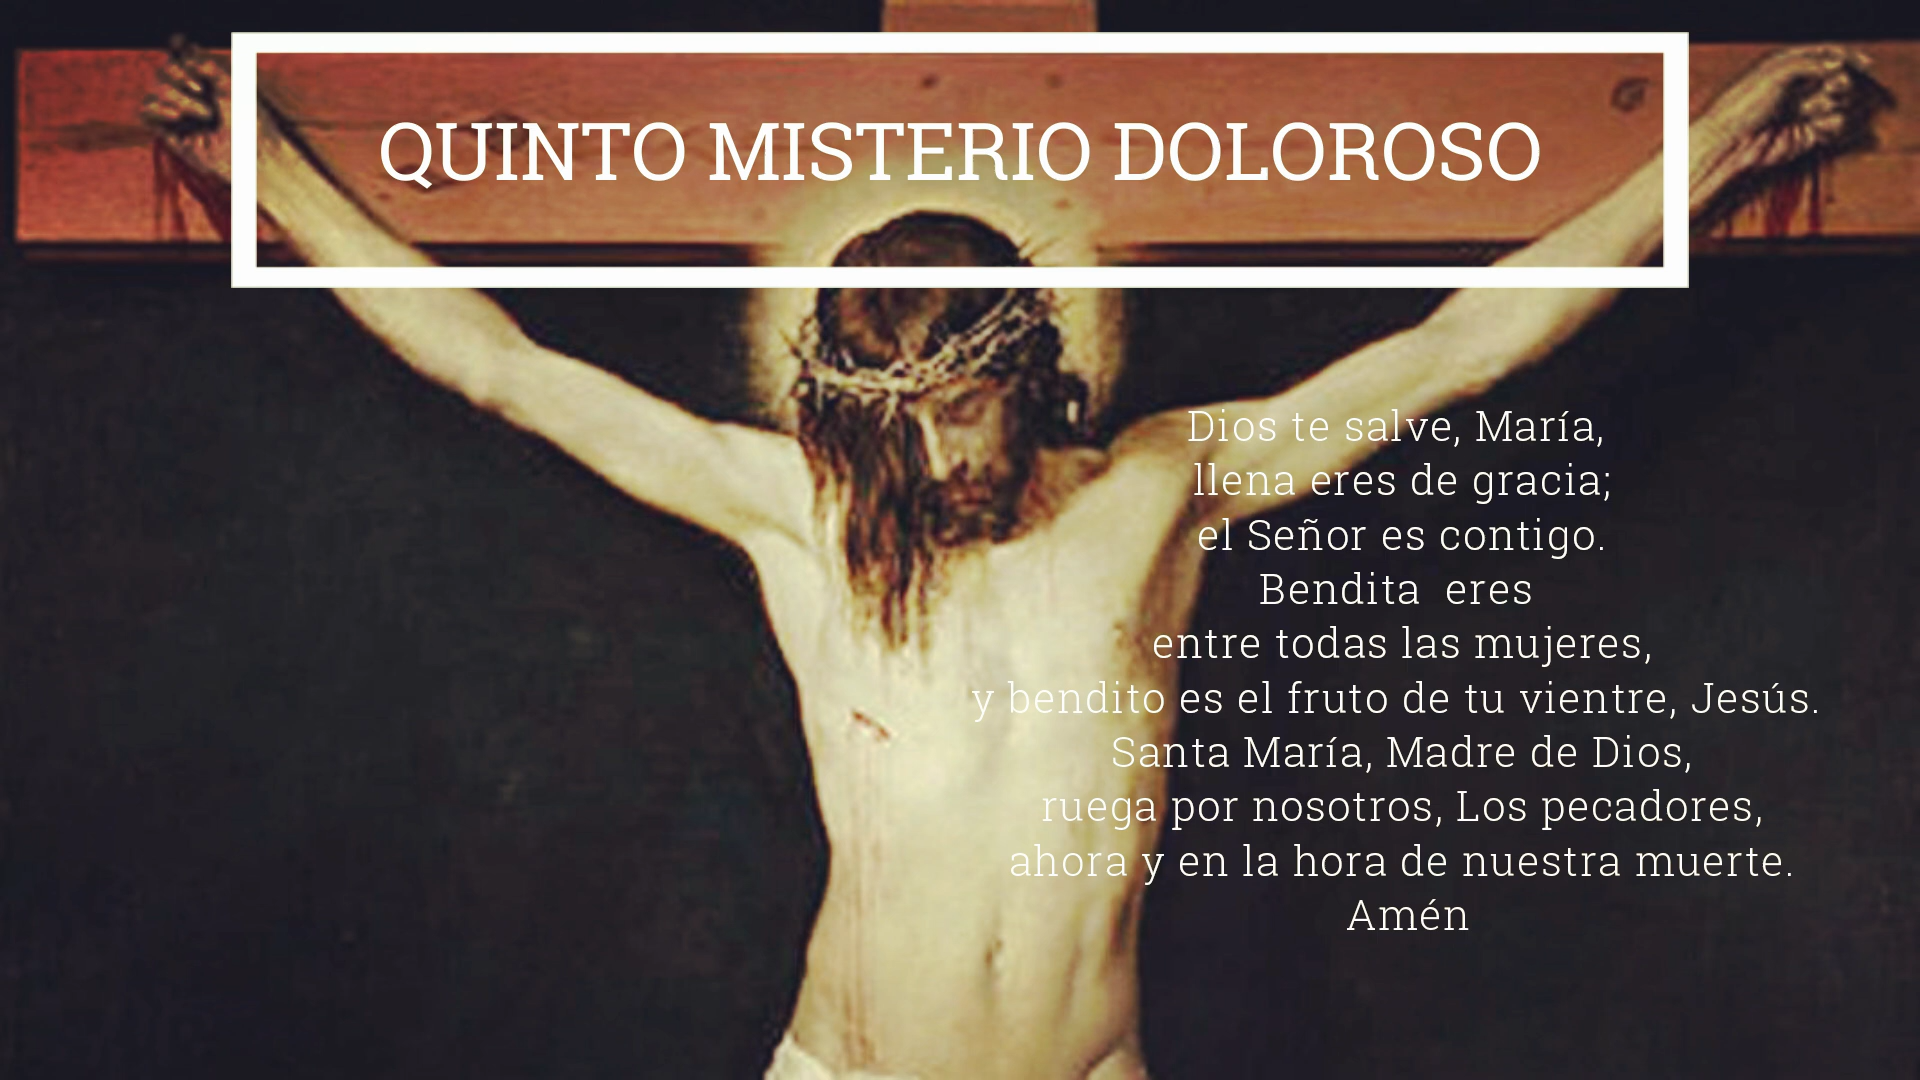 QUINTO MISTERIO DOLOROSO
Dios te salve, María,
llena eres de gracia;
el Señor es contigo.
Bendita  eres
entre todas las mujeres,
y bendito es el fruto de tu vientre, Jesús.
Santa María, Madre de Dios,
ruega por nosotros, Los pecadores,
ahora y en la hora de nuestra muerte.
Amén